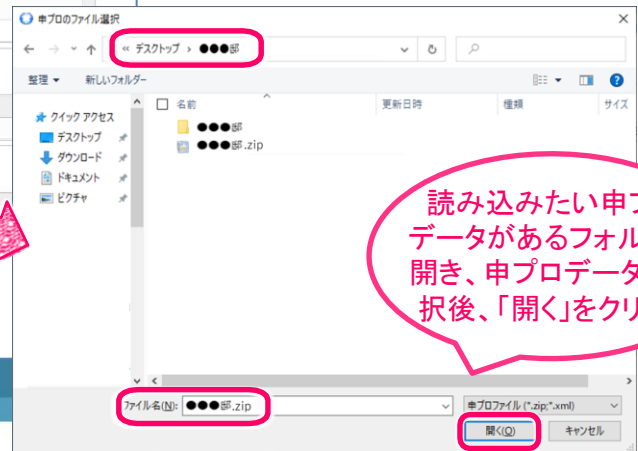 申プロのファイル選択
« デスクトップ › ●●●邸
整理 新しいフォルダー
名前 更新日時 種類 サイズ
クイック アクセス
デスクトップ
ダウンロード
ドキュメント
ピクチャ
●●●邸
●●●邸.zip
読み込みたい申プ
データがあるフォル
開き、申プロデータ
択後、「開く」をクリ
ファイル名(N): ●●●邸.zip
申プロファイル (*.zip;*.xml)
開く(O) キャンセル